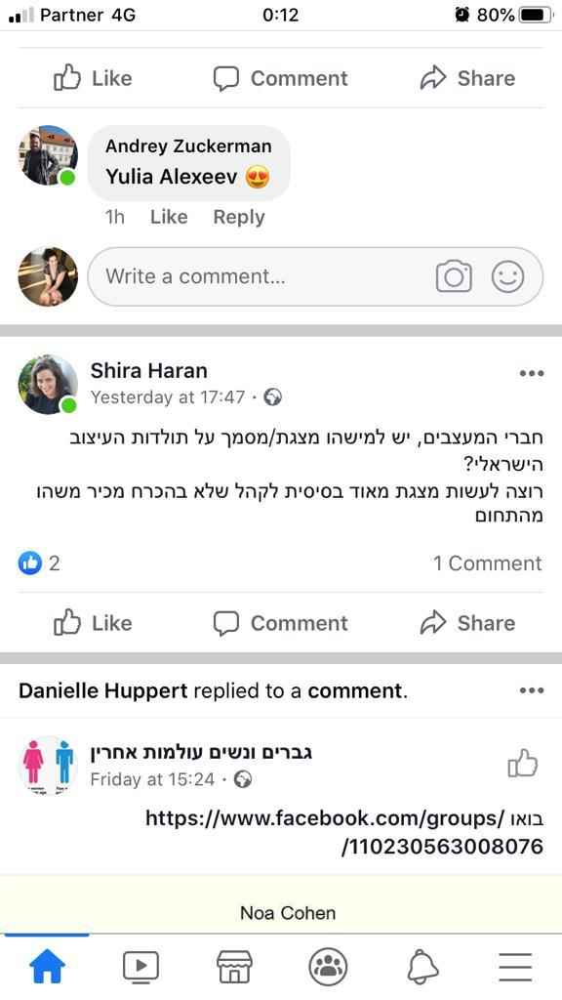 Partner 4G 0:12 80%
Like Comment Share
Andrey Zuckerman
Yulia Alexeev 😍
1h Like Reply
Write a comment...
Shira Haran
Yesterday at 17:47 ·
חברי המעצבים, יש למישהו מצגת/מסמך על תולדות העיצוב
הישראלי?
רוצה לעשות מצגת מאוד בסיסית לקהל שלא בהכרח מכיר משהו
מהתחום
2 1 Comment
Like Comment Share
Danielle Huppert replied to a comment.
גברים ונשים עולמות אחרין
Friday at 15:24 ·
בואו https://www.facebook.com/groups/
110230563008076/
Noa Cohen